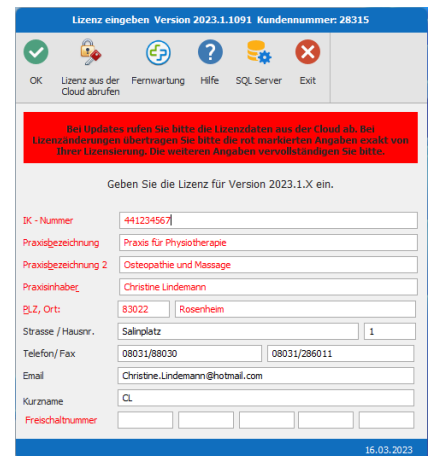 Lizenz eingeben Version 2023.1.1091 Kundennummer: 28315
OK Lizenz aus der Cloud abrufen Fernwartung Hilfe SQL Server Exit
Bei Updates rufen Sie bitte die Lizenzdaten aus der Cloud ab. Bei
Lizenzänderungen übertragen Sie bitte die rot markierten Angaben exakt von
Ihrer Lizensierung. Die weiteren Angaben vervollständigen Sie bitte.
Geben Sie die Lizenz für Version 2023.1.X ein.
IK - Nummer 441234567
Praxisbezeichnung Praxis für Physiotherapie
Praxisbezeichnung 2 Osteopathie und Massage
Praxisinhaber Christine Lindemann
PLZ, Ort: 83022 Rosenheim
Strasse / Hausnr. Salinplatz 1
Telefon/ Fax 08031/88030 08031/286011
Email Christine.Lindemann@hotmail.com
Kurzname CL
Freischaltnummer
16.03.2023